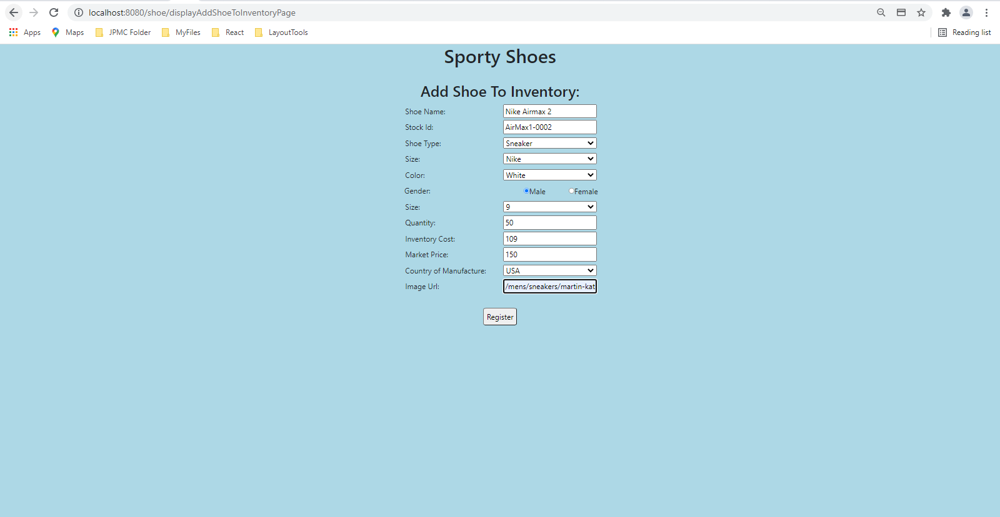 localhost:8080/shoe/displayAddShoeToInventoryPage
Apps Maps JPMC Folder MyFiles React LayoutTools Reading list
Sporty Shoes
Add Shoe To Inventory:
Shoe Name: Nike Airmax 2
Stock Id: AirMax1-0002
Shoe Type: Sneaker
Size: Nike
Color: White
Gender: Male Female
Size: 9
Quantity: 50
Inventory Cost: 109
Market Price: 150
Country of Manufacture: USA
Image Url: /mens/sneakers/martin-kat
Register